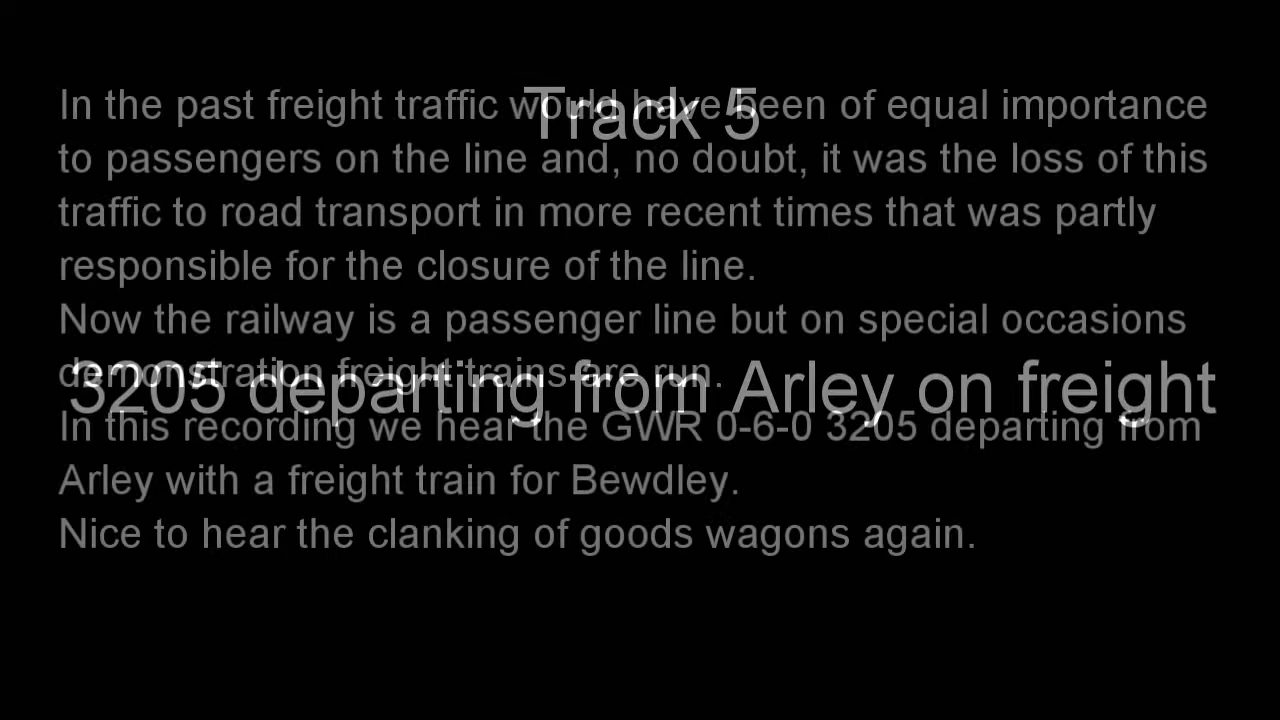 Track 5
3205 departing from Arley on freight
In the past freight traffic would have been of equal importance
to passengers on the line and, no doubt, it was the loss of this
traffic to road transport in more recent times that was partly
responsible for the closure of the line.
Now the railway is a passenger line but on special occasions
demonstration freight trains are run.
In this recording we hear the GWR 0-6-0 3205 departing from
Arley with a freight train for Bewdley.
Nice to hear the clanking of goods wagons again.